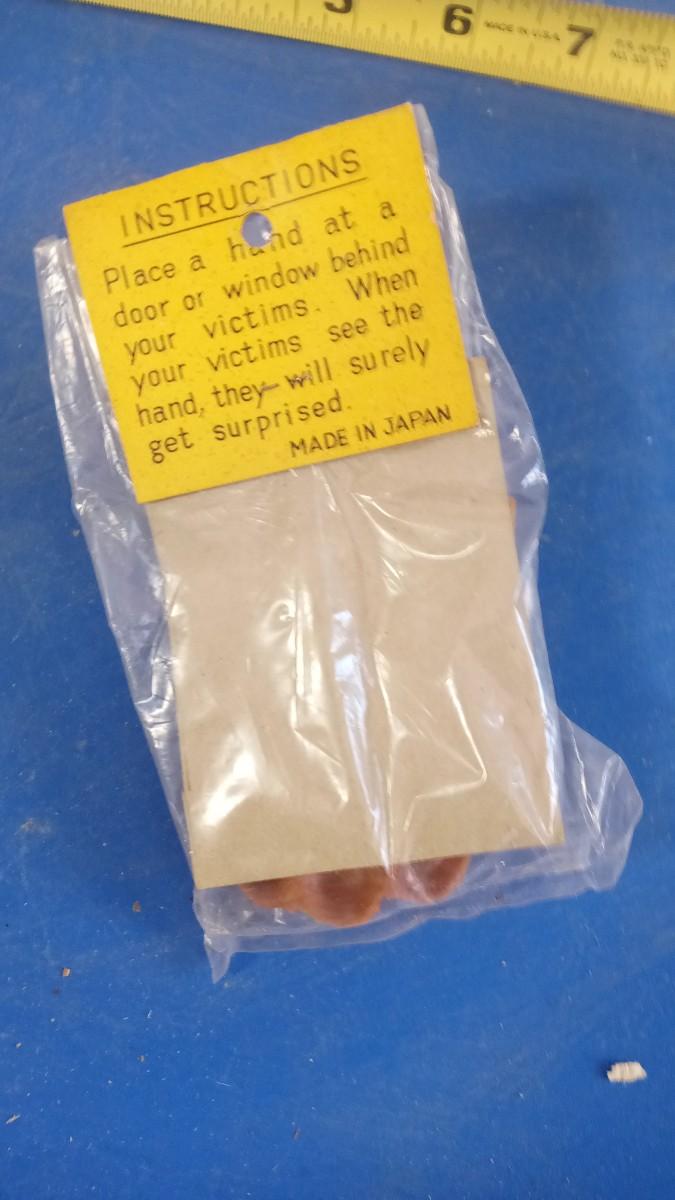 5 6 MADE IN U.S.A. 7
INSTRUCTIONS
Place a hand at a
door or window behind
your victims. When
your victims see the
hand, they will surely
get surprised.
MADE IN JAPAN